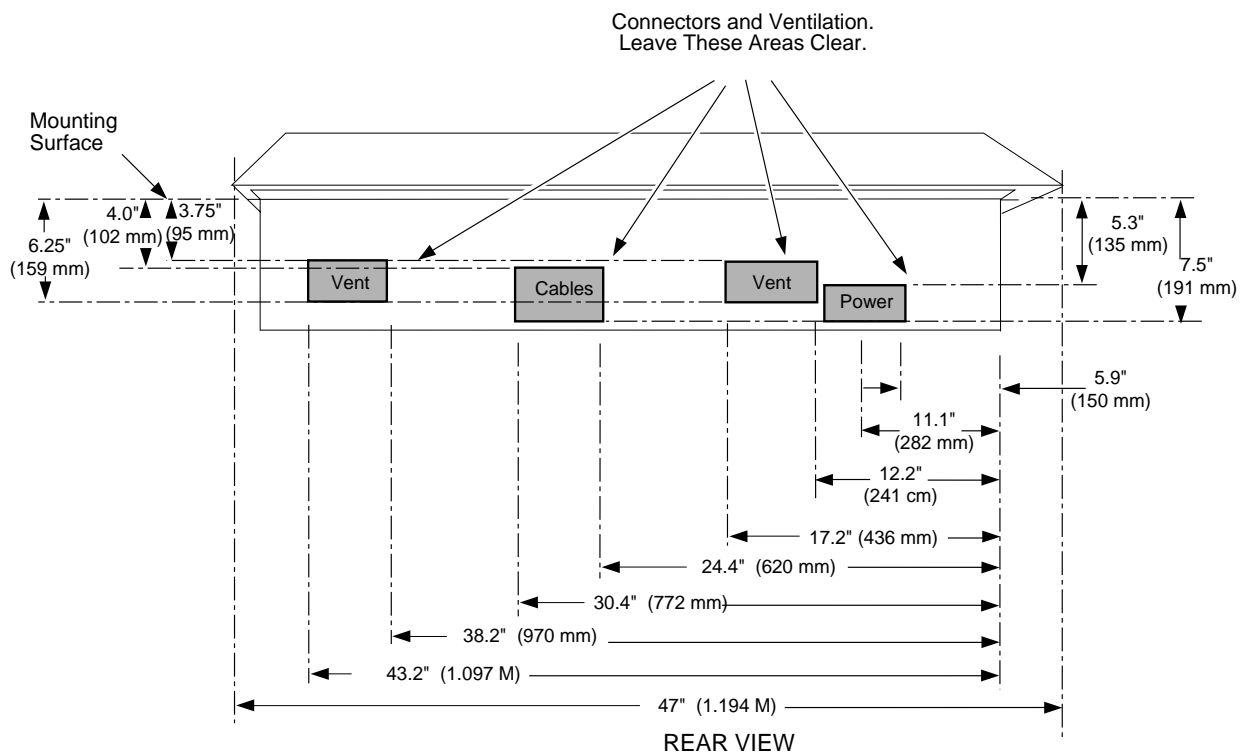 Connectors and Ventilation.
Leave These Areas Clear.
Mounting
Surface
4.0"
(102 mm)
3.75"
(95 mm)
6.25"
(159 mm)
5.3"
(135 mm)
7.5"
(191 mm)
Vent
Cables
Vent
Power
5.9"
(150 mm)
11.1"
(282 mm)
12.2"
(241 cm)
17.2" (436 mm)
24.4" (620 mm)
30.4" (772 mm)
38.2" (970 mm)
43.2" (1.097 M)
47" (1.194 M)
REAR VIEW